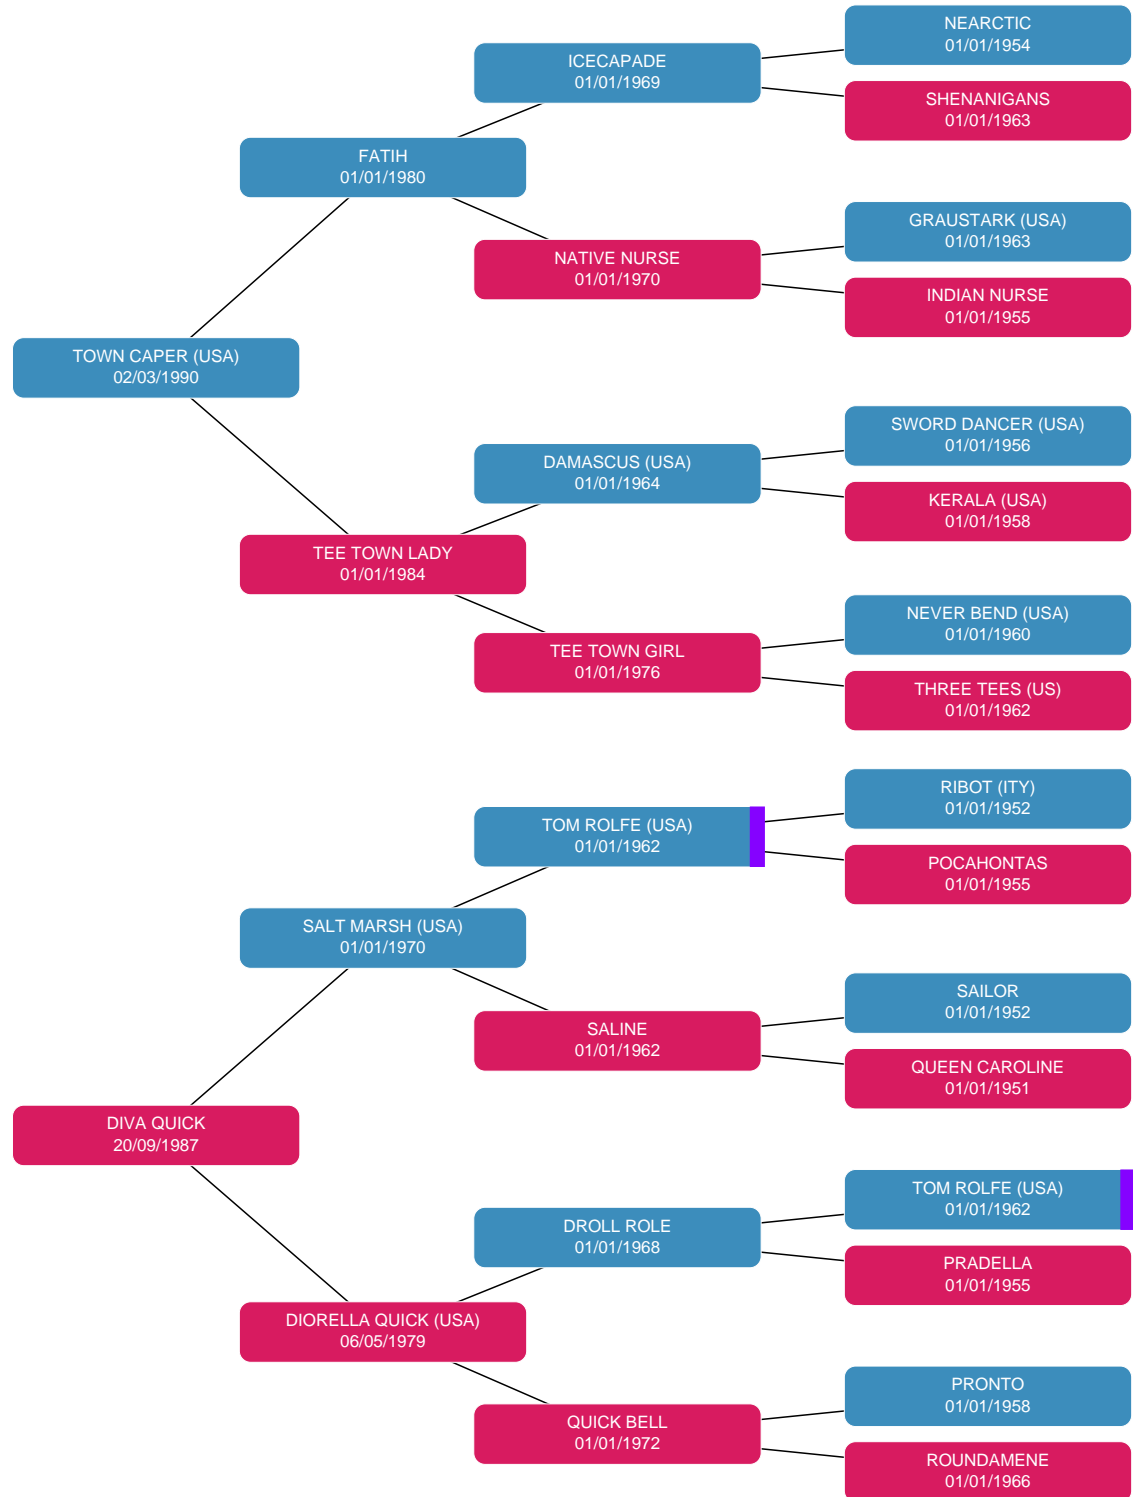 NEARCTIC
01/01/1954
ICECAPADE
01/01/1969
SHENANIGANS
01/01/1963
FATIH
01/01/1980
GRAUSTARK (USA)
01/01/1963
NATIVE NURSE
01/01/1970
INDIAN NURSE
01/01/1955
TOWN CAPER (USA)
02/03/1990
SWORD DANCER (USA)
01/01/1956
DAMASCUS (USA)
01/01/1964
KERALA (USA)
01/01/1958
TEE TOWN LADY
01/01/1984
NEVER BEND (USA)
01/01/1960
TEE TOWN GIRL
01/01/1976
THREE TEES (US)
01/01/1962
RIBOT (ITY)
01/01/1952
TOM ROLFE (USA)
01/01/1962
POCAHONTAS
01/01/1955
SALT MARSH (USA)
01/01/1970
SAILOR
01/01/1952
SALINE
01/01/1962
QUEEN CAROLINE
01/01/1951
DIVA QUICK
20/09/1987
TOM ROLFE (USA)
01/01/1962
DROLL ROLE
01/01/1968
PRADELLA
01/01/1955
DIORELLA QUICK (USA)
06/05/1979
PRONTO
01/01/1958
QUICK BELL
01/01/1972
ROUNDAMENE
01/01/1966